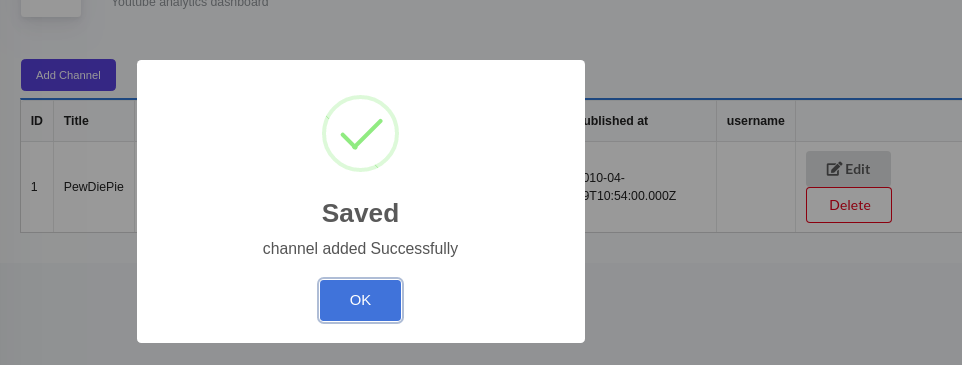 Youtube analytics dashboard
Add Channel
ID Title ublished at username
1 PewDiePie 010-04-
9T10:54:00.000Z
Edit
Delete
Saved
channel added Successfully
OK